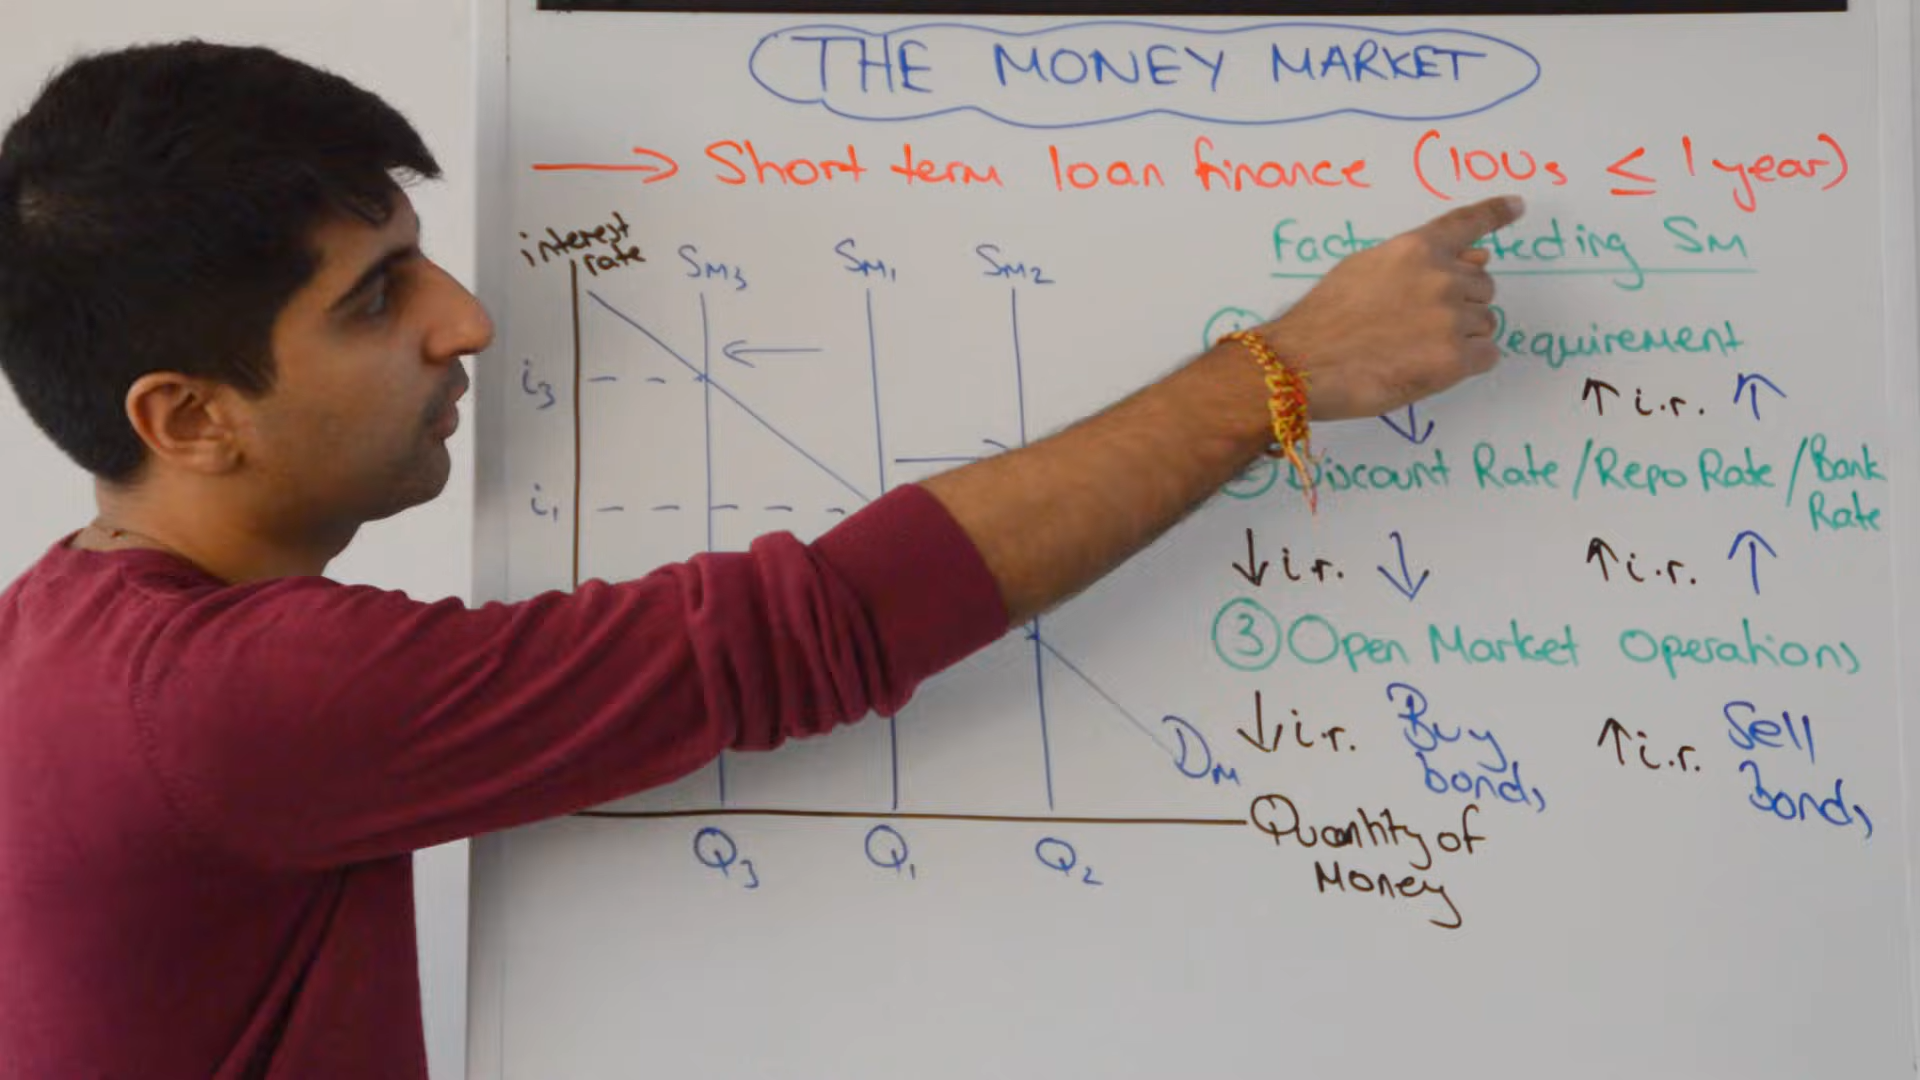 THE MONEY MARKET
→ Short term loan finance (IOUs ≤ 1 year)
interest rate
SM3 SM1 SM2
i3
i1
DM
Q3 Q1 Q2
Quantity of
Money
Sm
Requirement
↓ ↑ i.r. ↑
Discount Rate / Repo Rate / Bank
Rate
↓ i.r. ↓ ↑ i.r. ↑
③ Open Market Operations
↓ i.r. Buy bonds ↑ i.r. Sell Bonds